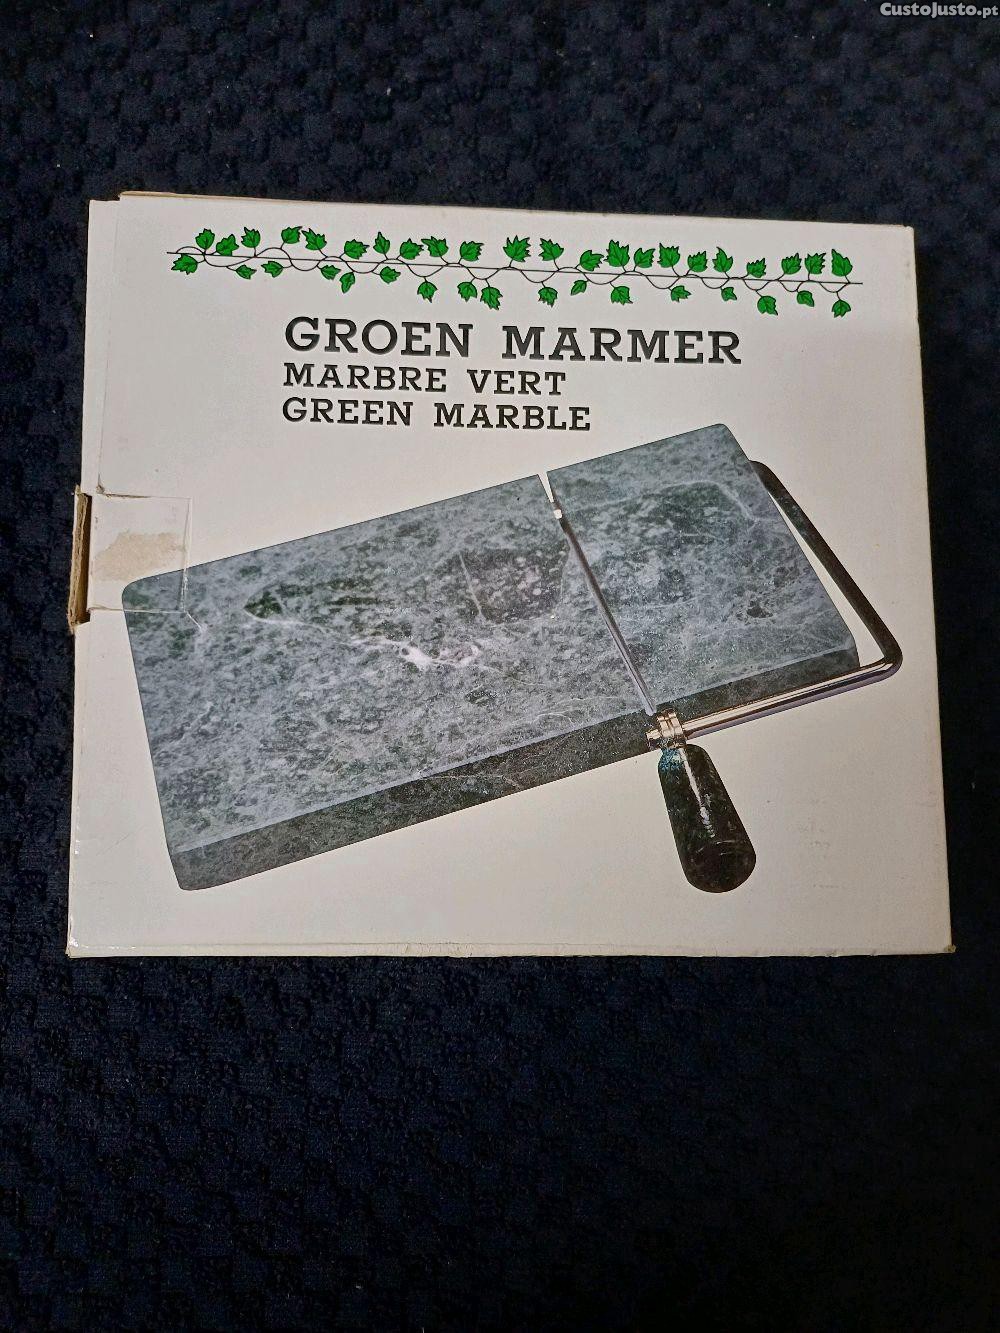 CustoJusto.pt
GROEN MARMER
MARBRE VERT
GREEN MARBLE